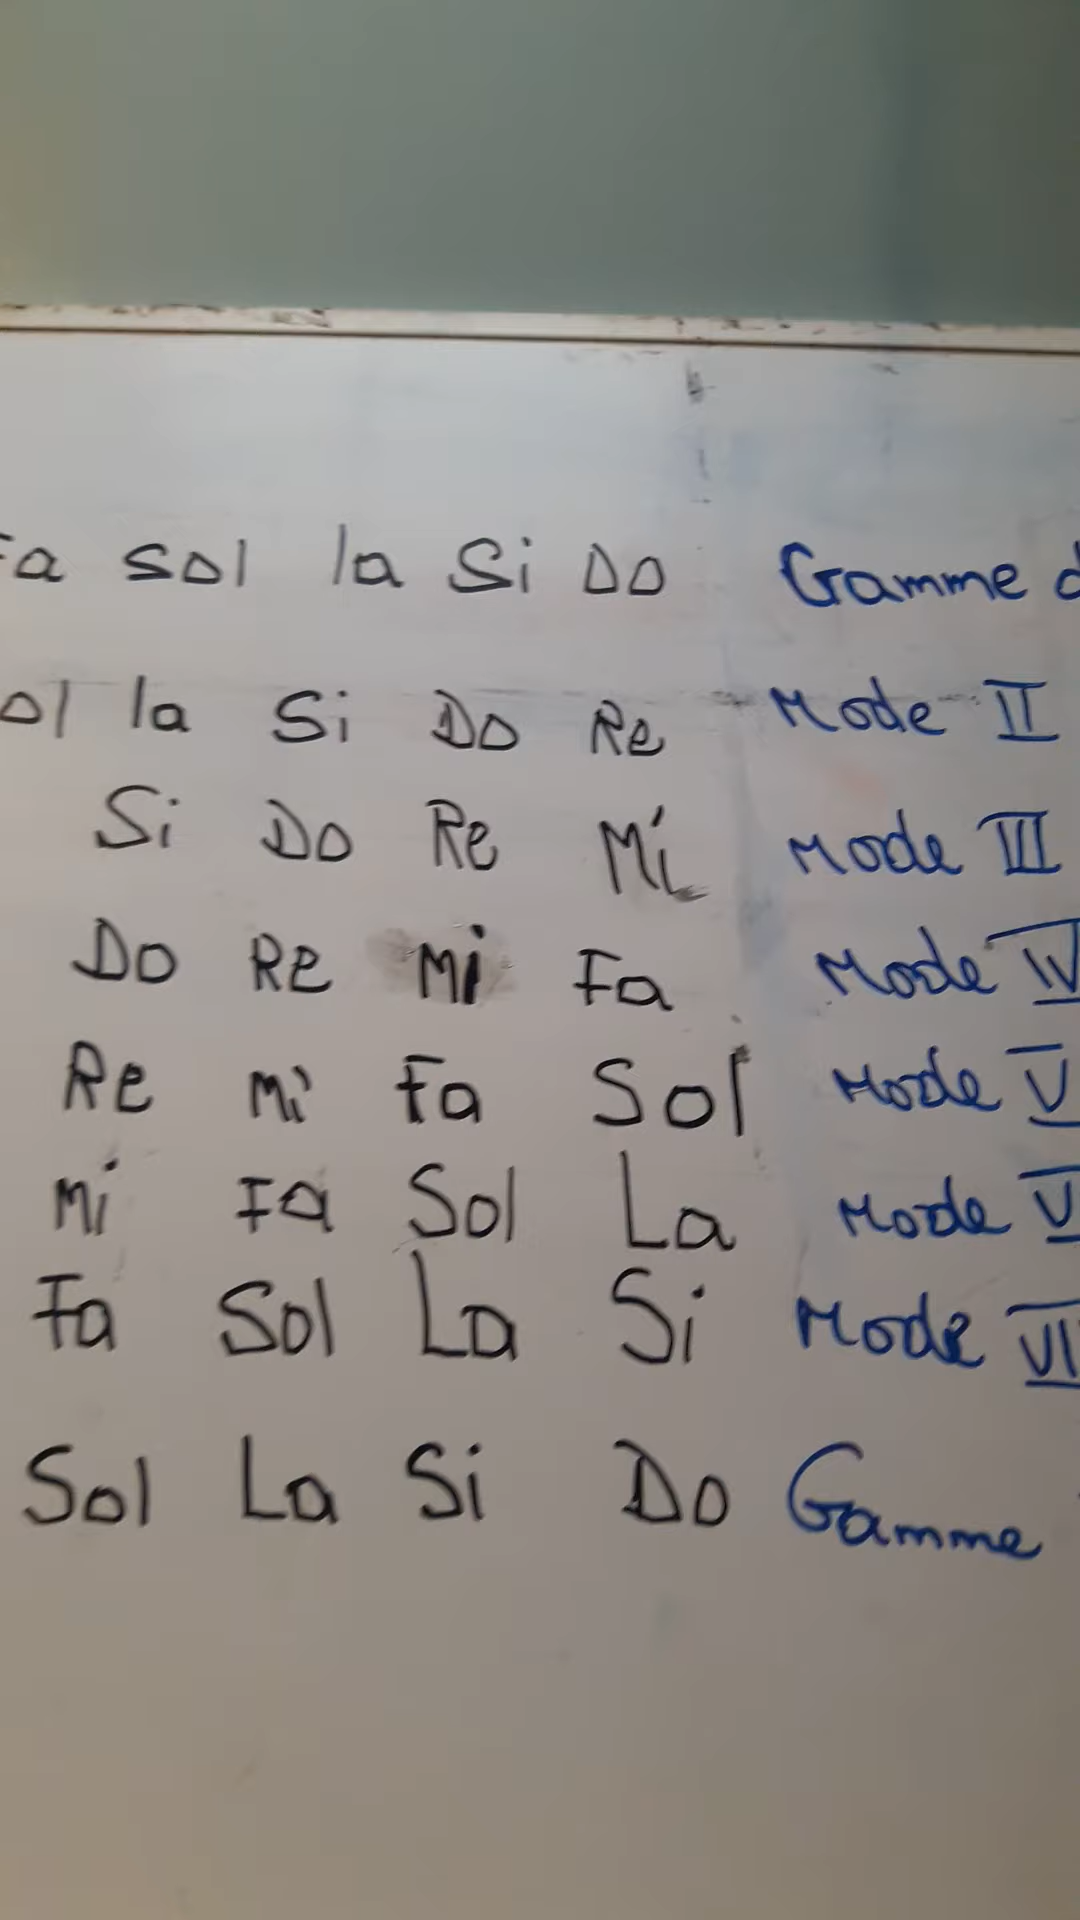 Fa sol la Si Do Gamme
la Si Do Re Mode II
Si Do Re Mi Mode III
Do Re Mi Fa Mode IV
Re Mi Fa Sol Mode V
Mi Fa Sol La Mode
Fa Sol La Si Mode
Sol La Si Do Gamme